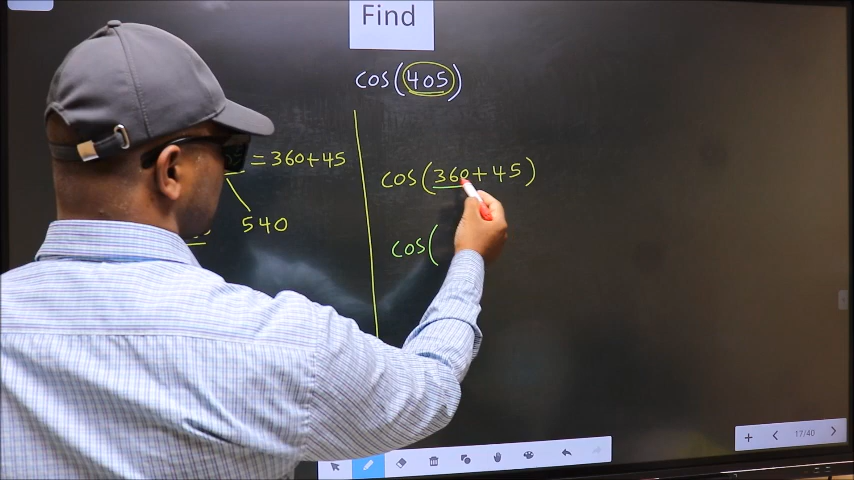 Find
cos(405)
= 360+45
540
cos(360+45)
cos(
17/40